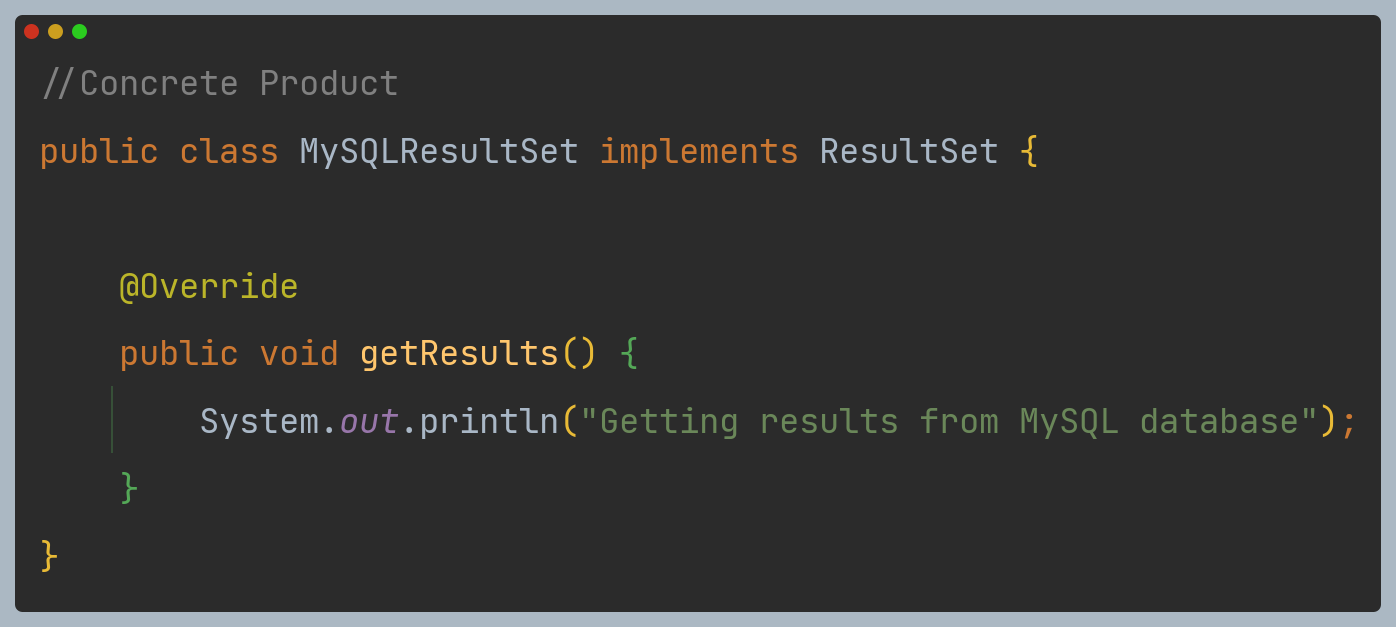 //Concrete Product
public class MySQLResultSet implements ResultSet {
@Override
public void getResults() {
System.out.println("Getting results from MySQL database");
}
}